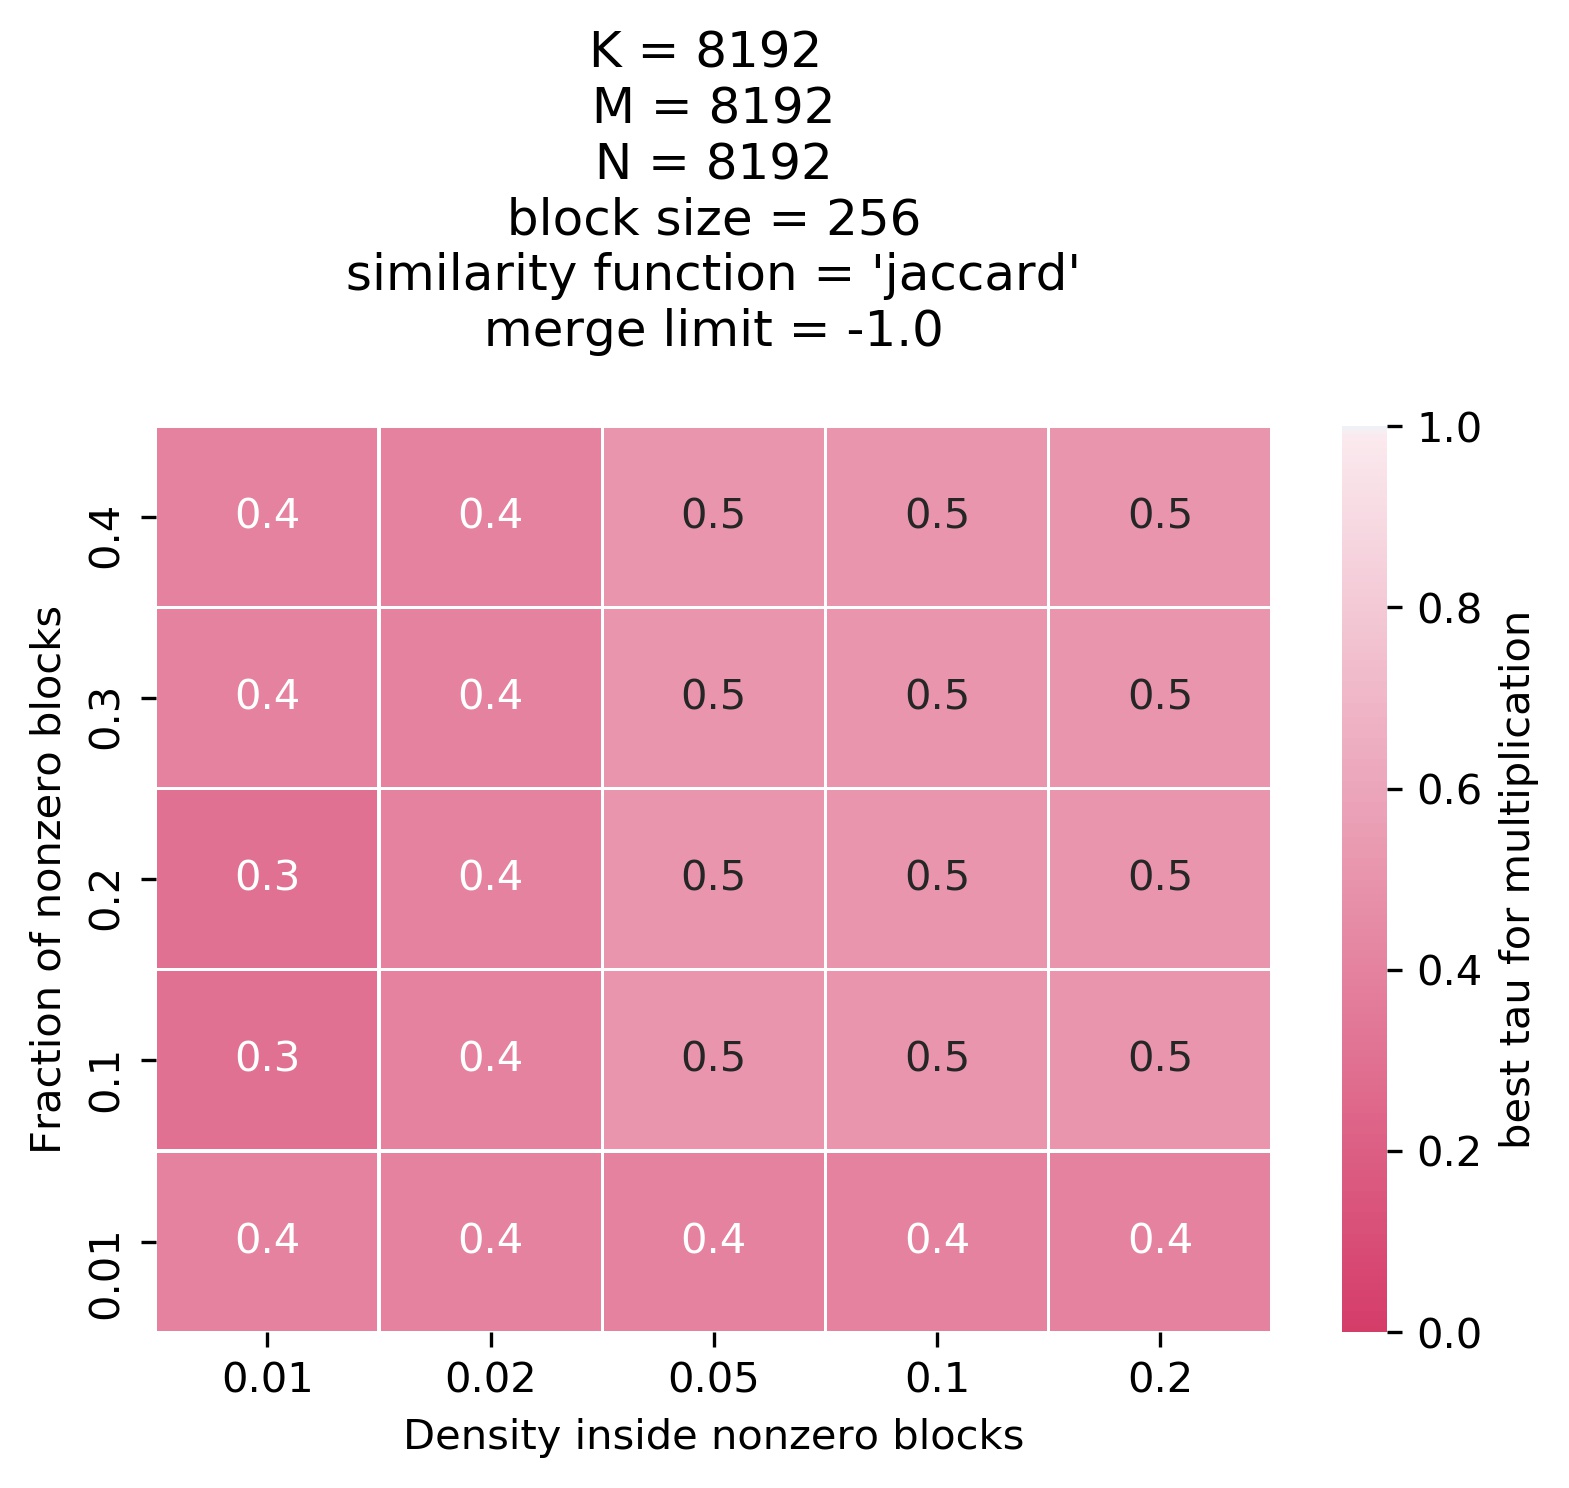 K = 8192
M = 8192
N = 8192
block size = 256
similarity function = 'jaccard'
merge limit = -1.0
Fraction of nonzero blocks
0.4
0.4 0.4 0.5 0.5 0.5
0.3
0.4 0.4 0.5 0.5 0.5
0.2
0.3 0.4 0.5 0.5 0.5
0.1
0.3 0.4 0.5 0.5 0.5
0.01
0.4 0.4 0.4 0.4 0.4
0.01 0.02 0.05 0.1 0.2
Density inside nonzero blocks
1.0
0.8
0.6
0.4
0.2
0.0
best tau for multiplication